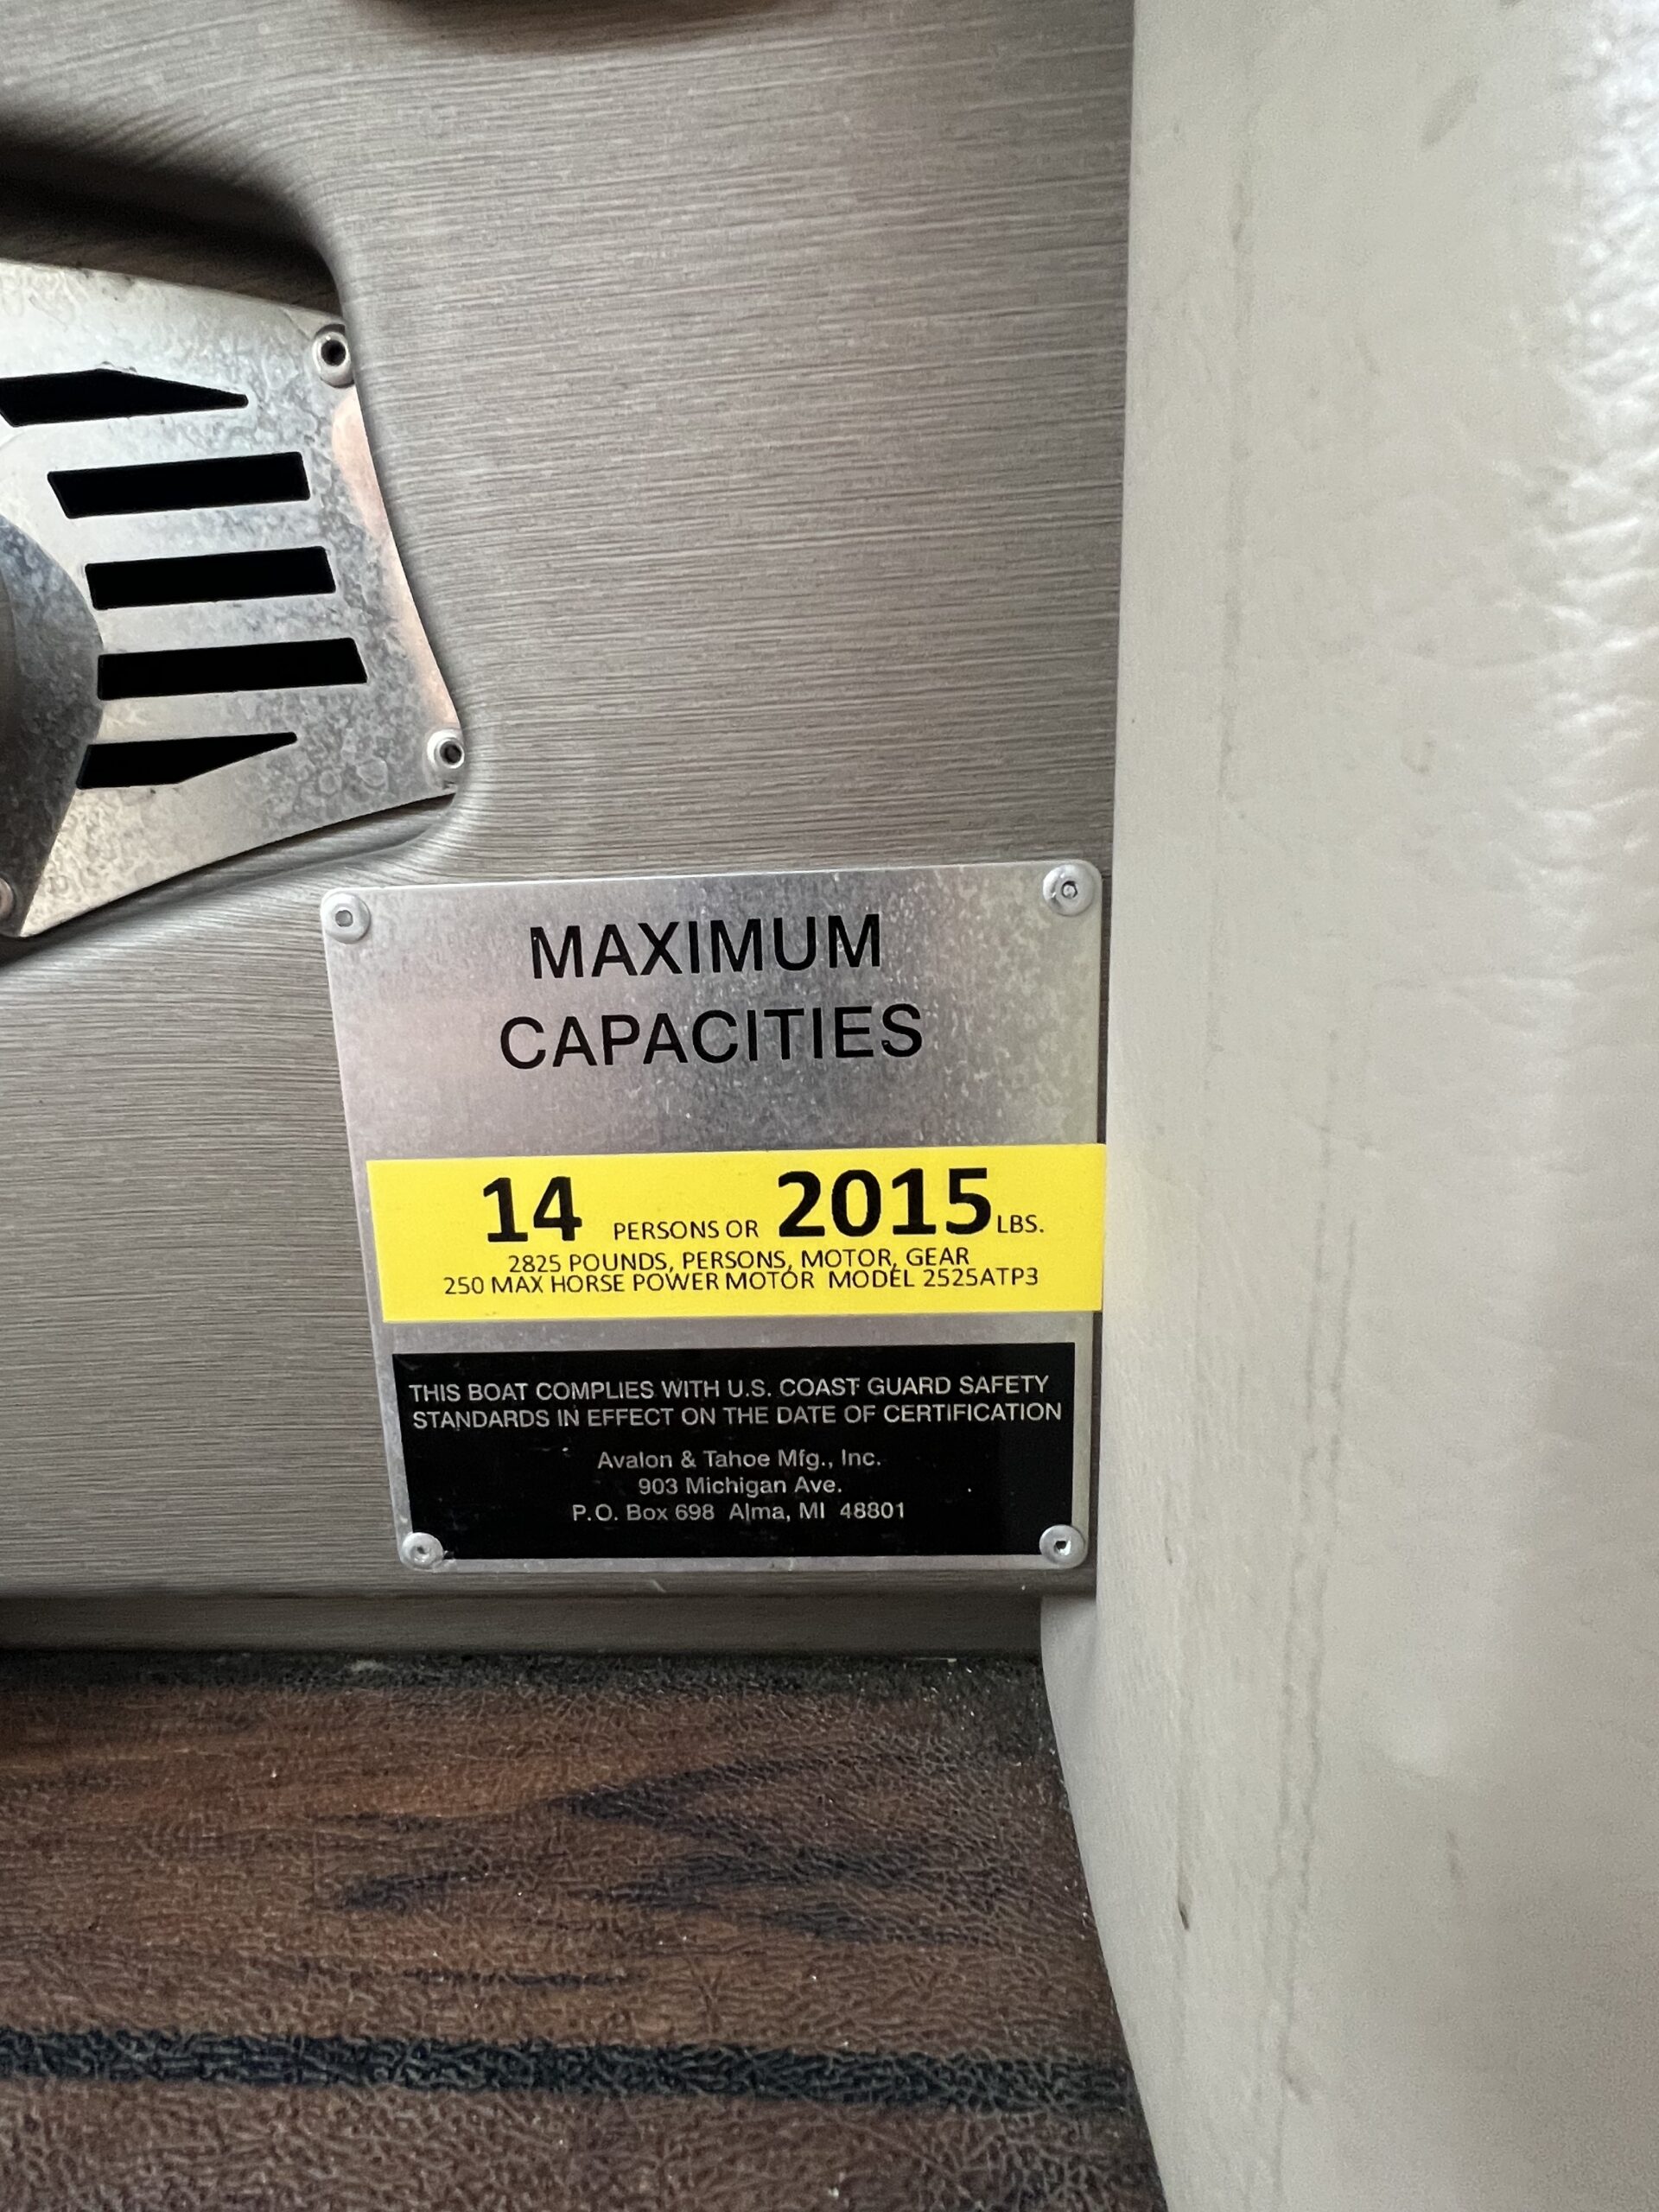 MAXIMUM
CAPACITIES
14 PERSONS OR 2015 LBS.
2825 POUNDS, PERSONS, MOTOR, GEAR
250 MAX HORSE POWER MOTOR MODEL 2525ATP3
THIS BOAT COMPLIES WITH U.S. COAST GUARD SAFETY
STANDARDS IN EFFECT ON THE DATE OF CERTIFICATION
Avalon & Tahoe Mfg., Inc.
903 Michigan Ave.
P.O. Box 698 Alma, MI 48801